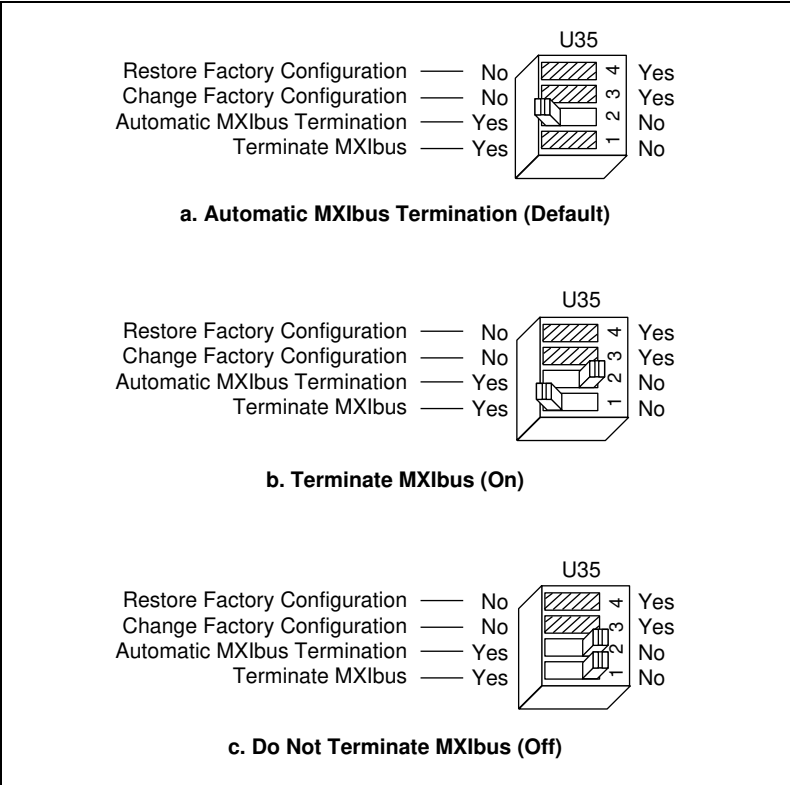 U35
Restore Factory Configuration No 4 Yes
Change Factory Configuration No 3 Yes
Automatic MXIbus Termination Yes 2 No
Terminate MXIbus Yes 1 No
a. Automatic MXIbus Termination (Default)
U35
Restore Factory Configuration No 4 Yes
Change Factory Configuration No 3 Yes
Automatic MXIbus Termination Yes 2 No
Terminate MXIbus Yes 1 No
b. Terminate MXIbus (On)
U35
Restore Factory Configuration No 4 Yes
Change Factory Configuration No 3 Yes
Automatic MXIbus Termination Yes 2 No
Terminate MXIbus Yes 1 No
c. Do Not Terminate MXIbus (Off)